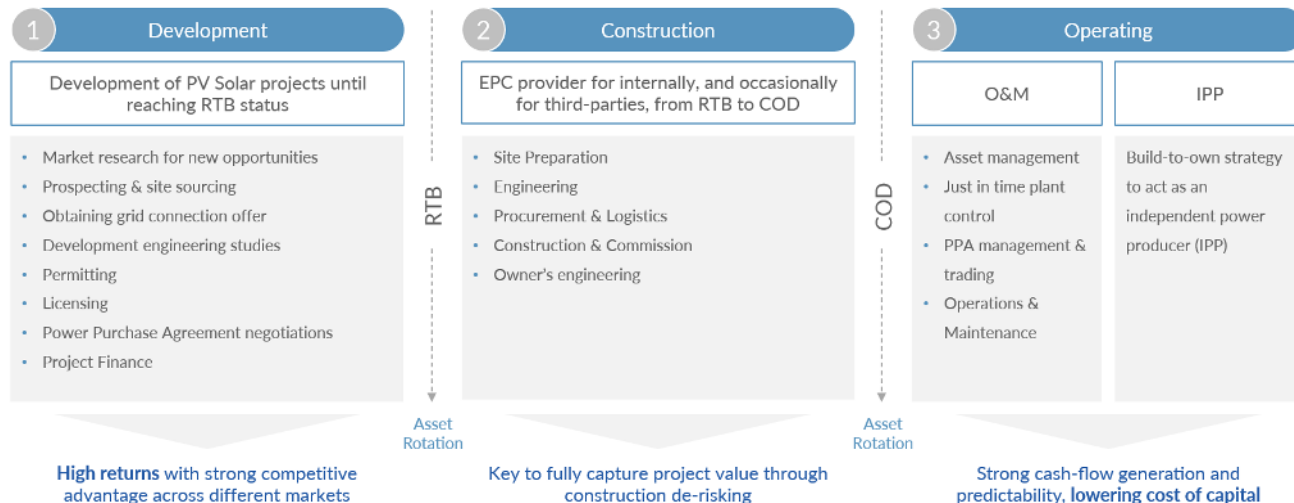 1
Development
Development of PV Solar projects until
reaching RTB status
• Market research for new opportunities
• Prospecting & site sourcing
• Obtaining grid connection offer
• Development engineering studies
• Permitting
• Licensing
• Power Purchase Agreement negotiations
• Project Finance
High returns with strong competitive
advantage across different markets
RTB
Asset
Rotation
2
Construction
EPC provider for internally, and occasionally
for third-parties, from RTB to COD
• Site Preparation
• Engineering
• Procurement & Logistics
• Construction & Commission
• Owner's engineering
Key to fully capture project value through
construction de-risking
COD
Asset
Rotation
3
Operating
O&M
• Asset management
• Just in time plant
control
• PPA management &
trading
• Operations &
Maintenance
IPP
Build-to-own strategy
to act as an
independent power
producer (IPP)
Strong cash-flow generation and
predictability, lowering cost of capital